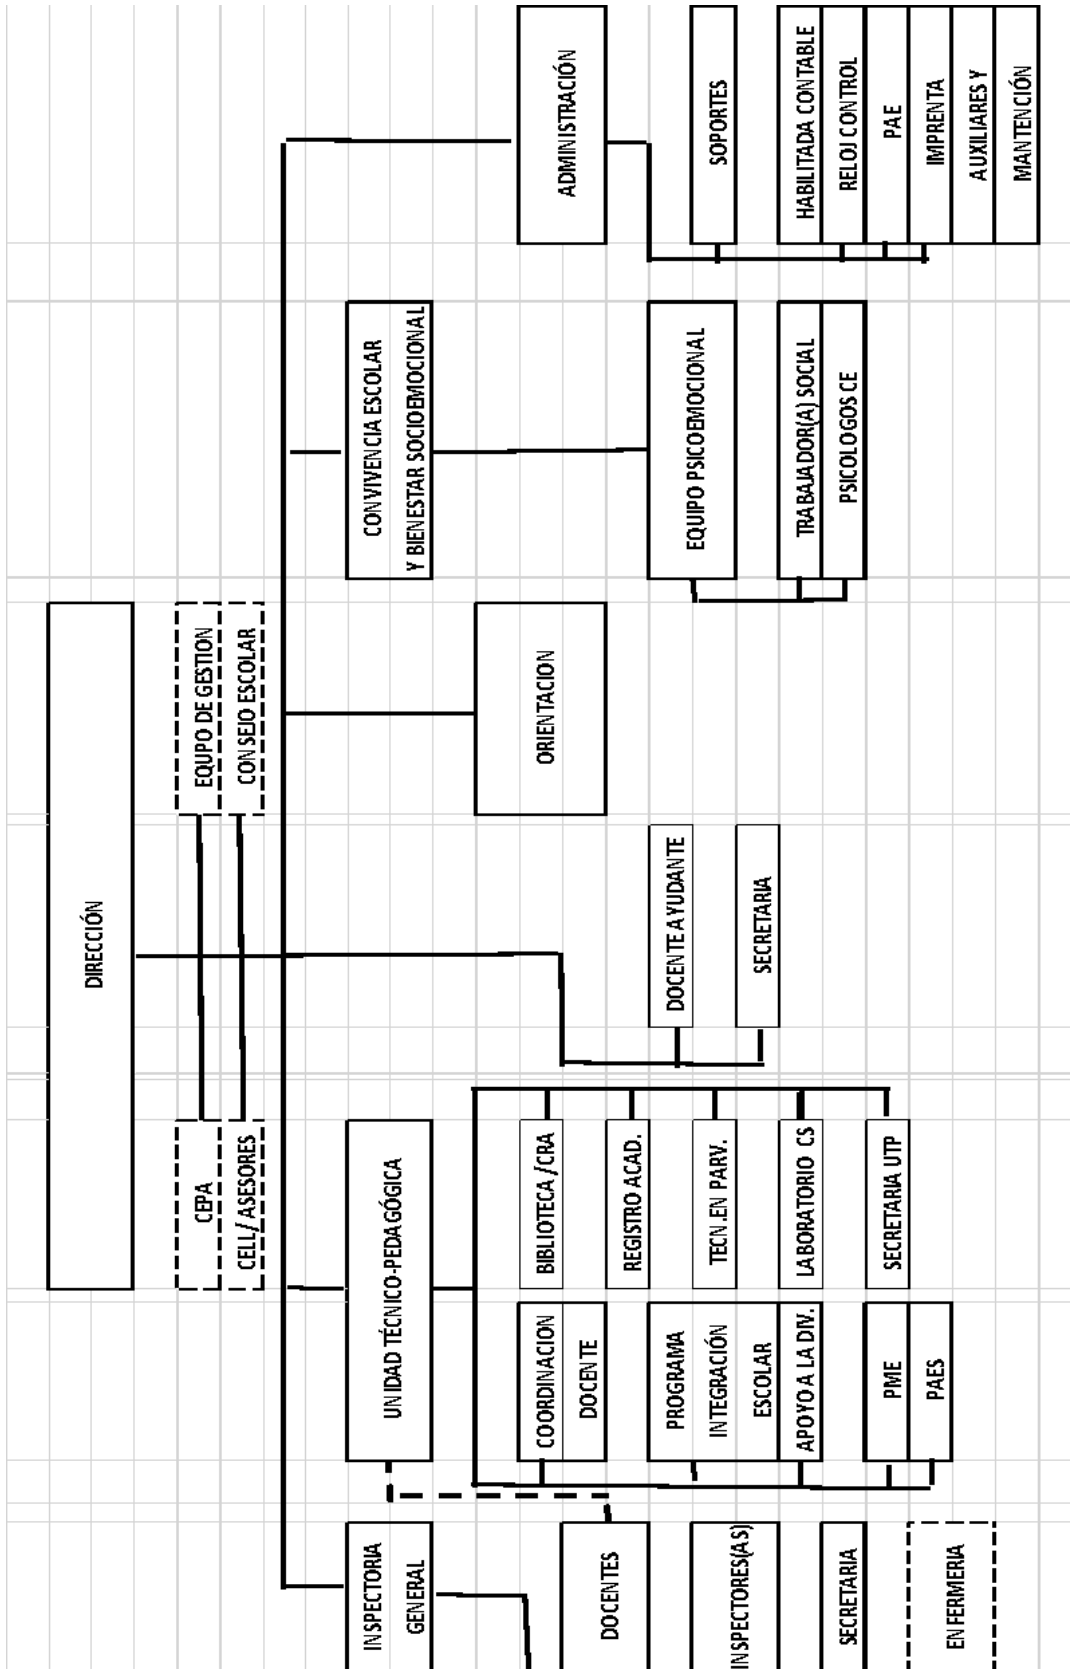 DIRECCIÓN
CEPA
EQUPO DE GESTION
CELL/ ASESORES
CONSEJO ESCOLAR
INSPECTORIA
GENERAL
UNIDAD TÉCNICO-PEDAGÓGICA
CONVIVENCIA ESCOLAR
Y BIENESTAR SOCIOEMOCIONAL
ORIENTACION
ADMINISTRACIÓN
DOCENTES
INSPECTORES(AS)
SECRETARIA
ENFERMERIA
COORDINACION
DOCENTE
PROGRAMA
INTEGRACIÓN
ESCOLAR
APOYO A LA DIV.
PME
PAES
BIBLIOTECA /CRA
REGISTRO ACAD.
TECN.EN PARV.
LABORATORIO CS
SECRETARIA UTP
DOCENTE AYUDANTE
SECRETARIA
EQUIPO PSICOEMOCIONAL
TRABAJADOR(A) SOCIAL
PSICOLOGOS CE
SOPORTES
HABILITADA CONTABLE
RELOJ CONTROL
PAE
IMPRENTA
AUXILIARES Y
MANTENCIÓN